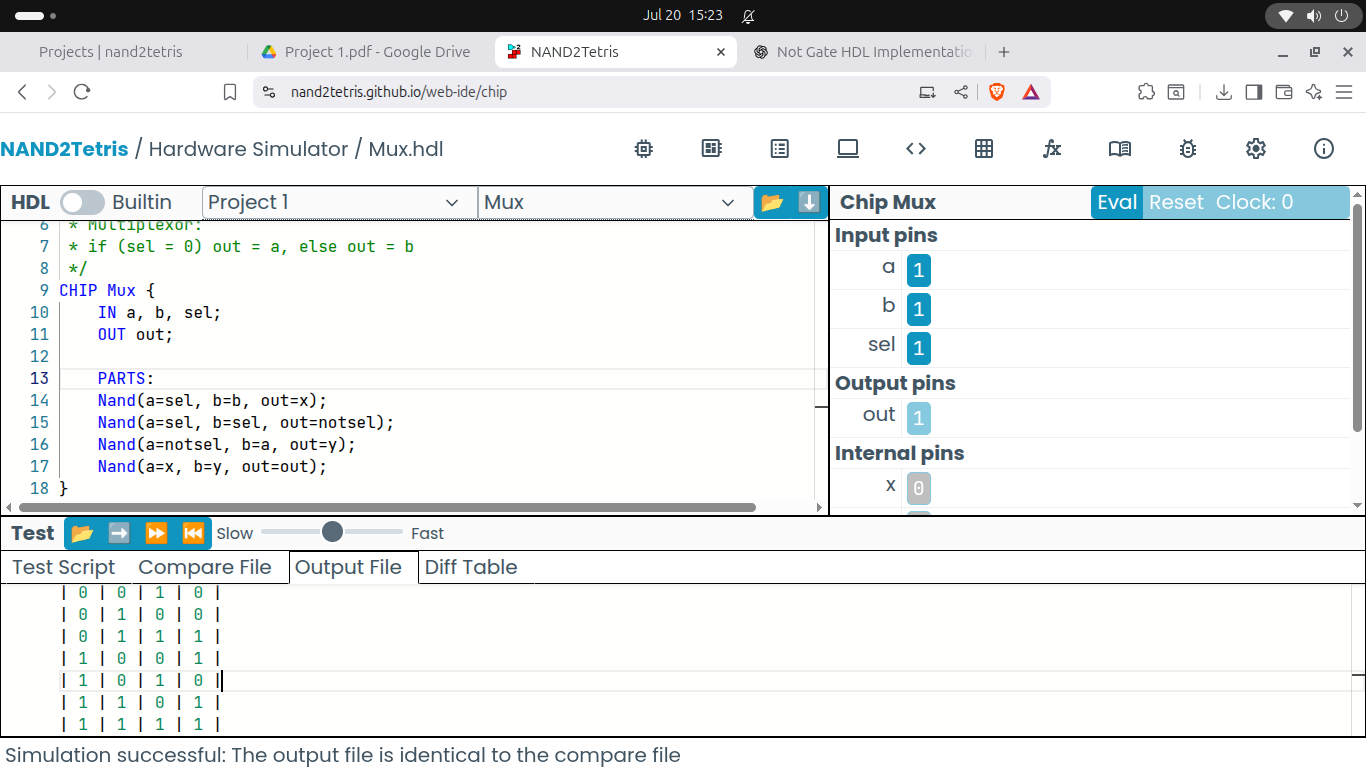 Jul 20 15:23
Projects | nand2tetris
Project 1.pdf - Google Drive
NAND2Tetris
Not Gate HDL Implementatio
nand2tetris.github.io/web-ide/chip
NAND2Tetris / Hardware Simulator / Mux.hdl
HDL Builtin Project 1 Mux
6 * Multiplexor:
7 * if (sel = 0) out = a, else out = b
8 */
9 CHIP Mux {
10 IN a, b, sel;
11 OUT out;
12
13 PARTS:
14 Nand(a=sel, b=b, out=x);
15 Nand(a=sel, b=sel, out=notsel);
16 Nand(a=notsel, b=a, out=y);
17 Nand(a=x, b=y, out=out);
18 }
Chip Mux Eval Reset Clock: 0
Input pins
a 1
b 1
sel 1
Output pins
out 1
Internal pins
x 0
Test Slow Fast
Test Script Compare File Output File Diff Table
| 0 | 0 | 1 | 0 |
| 0 | 1 | 0 | 0 |
| 0 | 1 | 1 | 1 |
| 1 | 0 | 0 | 1 |
| 1 | 0 | 1 | 0 |
| 1 | 1 | 0 | 1 |
| 1 | 1 | 1 | 1 |
Simulation successful: The output file is identical to the compare file